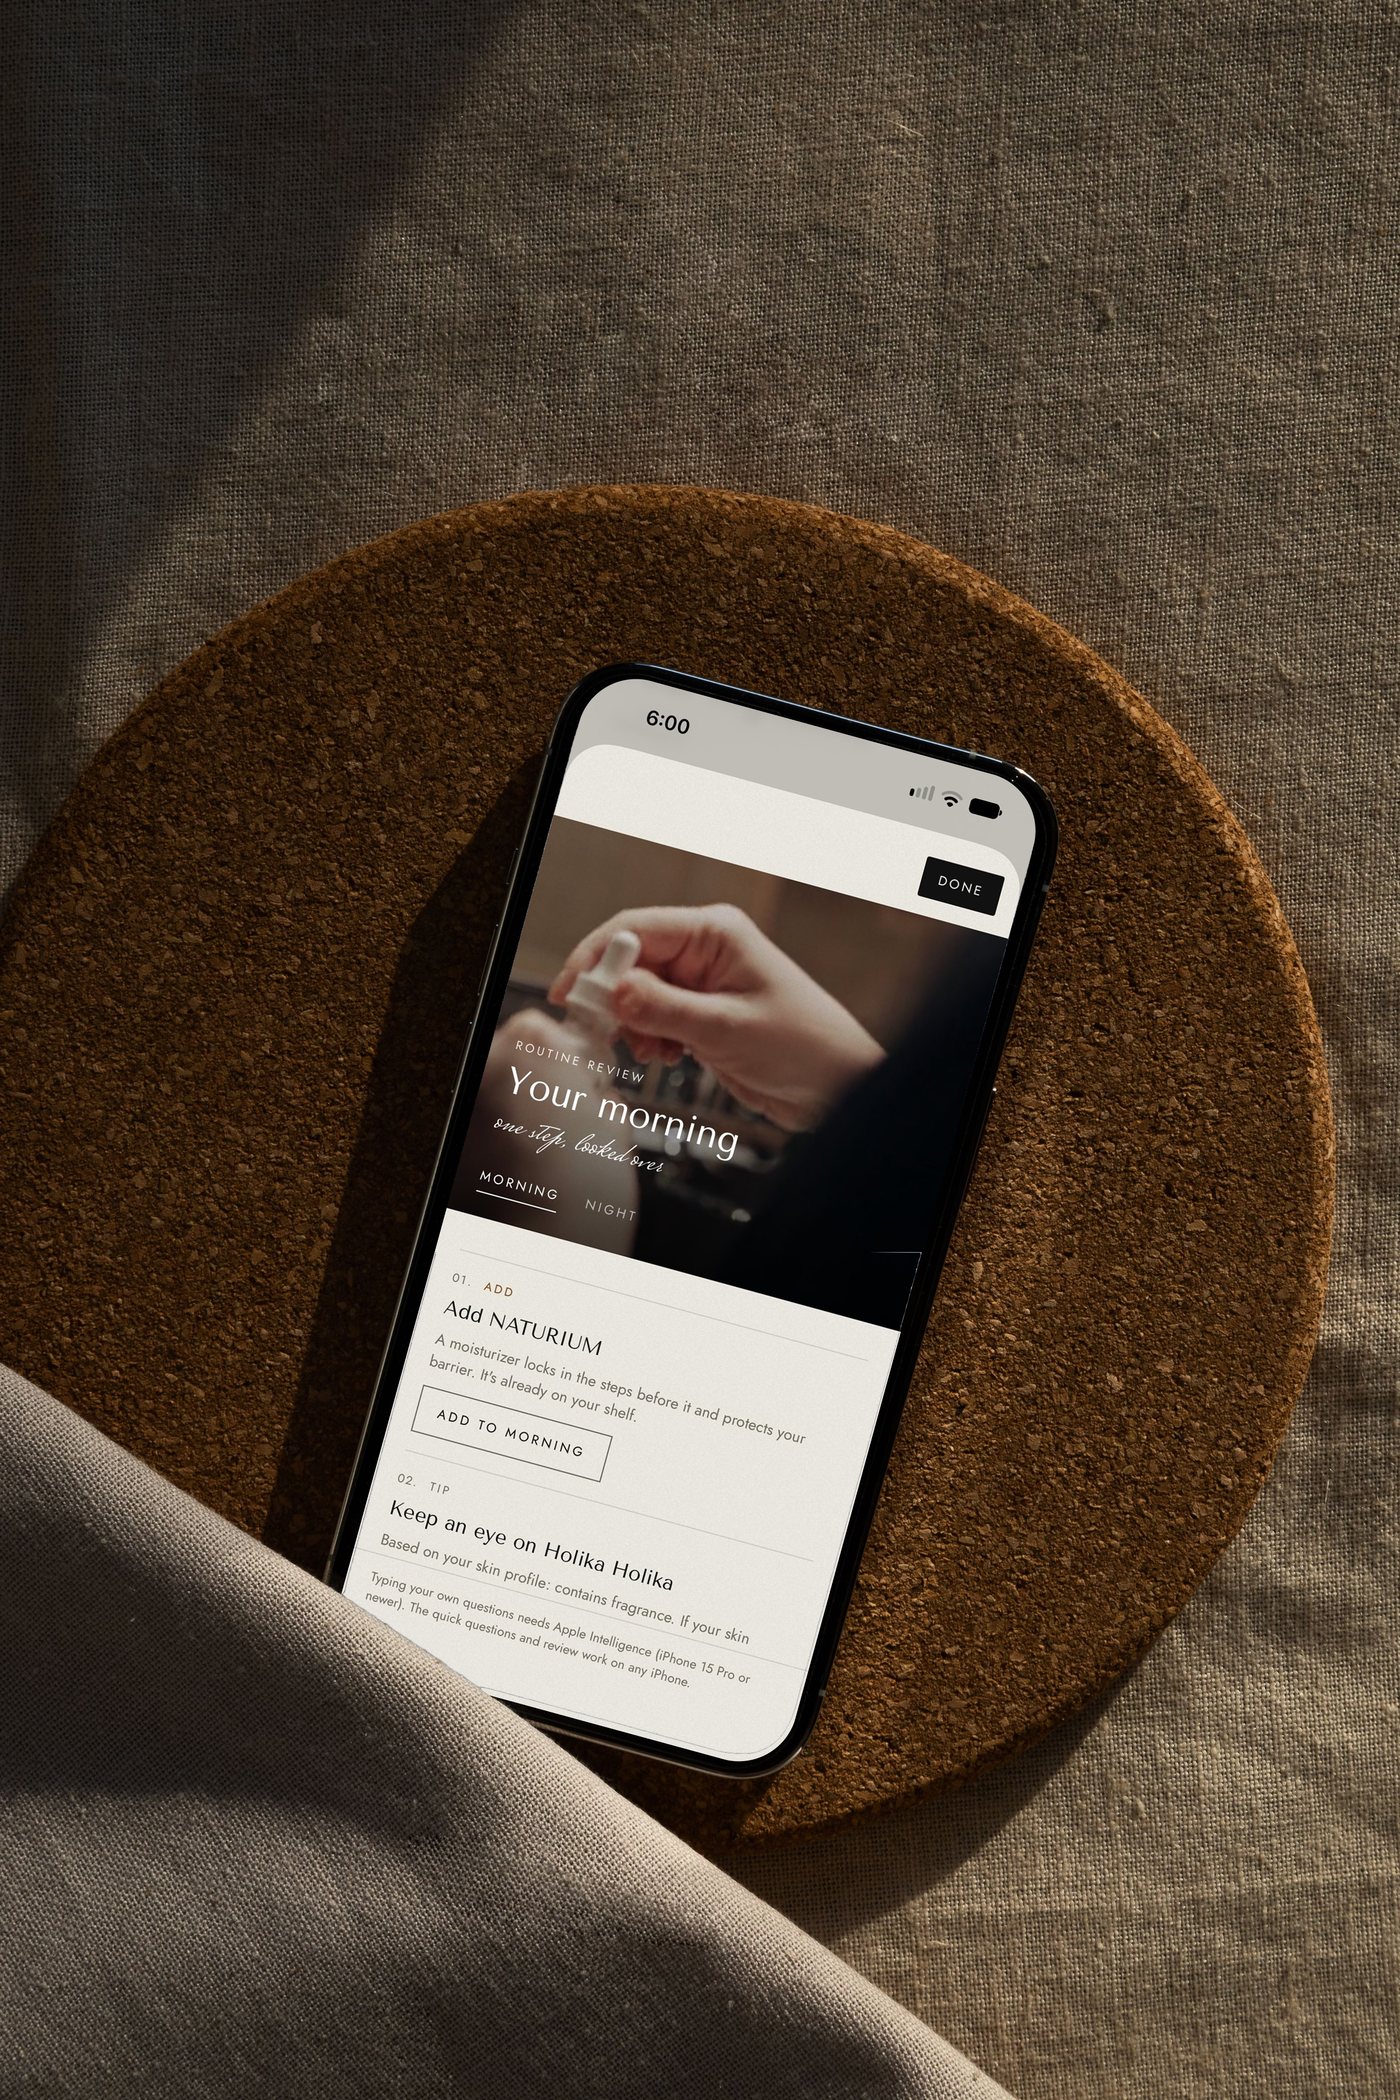 6:00
DONE
ROUTINE REVIEW
Your morning
one step, looked over
MORNING NIGHT
01. ADD
Add NATURIUM
A moisturizer locks in the steps before it and protects your
barrier. It's already on your shelf.
ADD TO MORNING
02. TIP
Keep an eye on Holika Holika
Based on your skin profile: contains fragrance. If your skin
Typing your own questions needs Apple Intelligence (iPhone 15 Pro or
newer). The quick questions and review work on any iPhone.